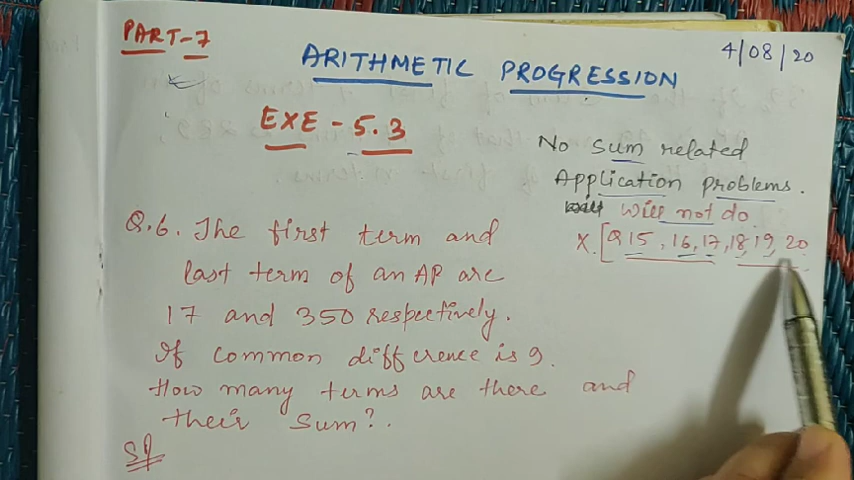 PART-7
4/08/20
ARITHMETIC PROGRESSION
EXE - 5.3
No sum related
Application problems.
will not do.
X. [Q 15, 16, 17, 18, 19, 20
Q.6. The first term and
last term of an AP are
17 and 350 respectively.
If common difference is 9.
How many terms are there and
their sum?.
Sol